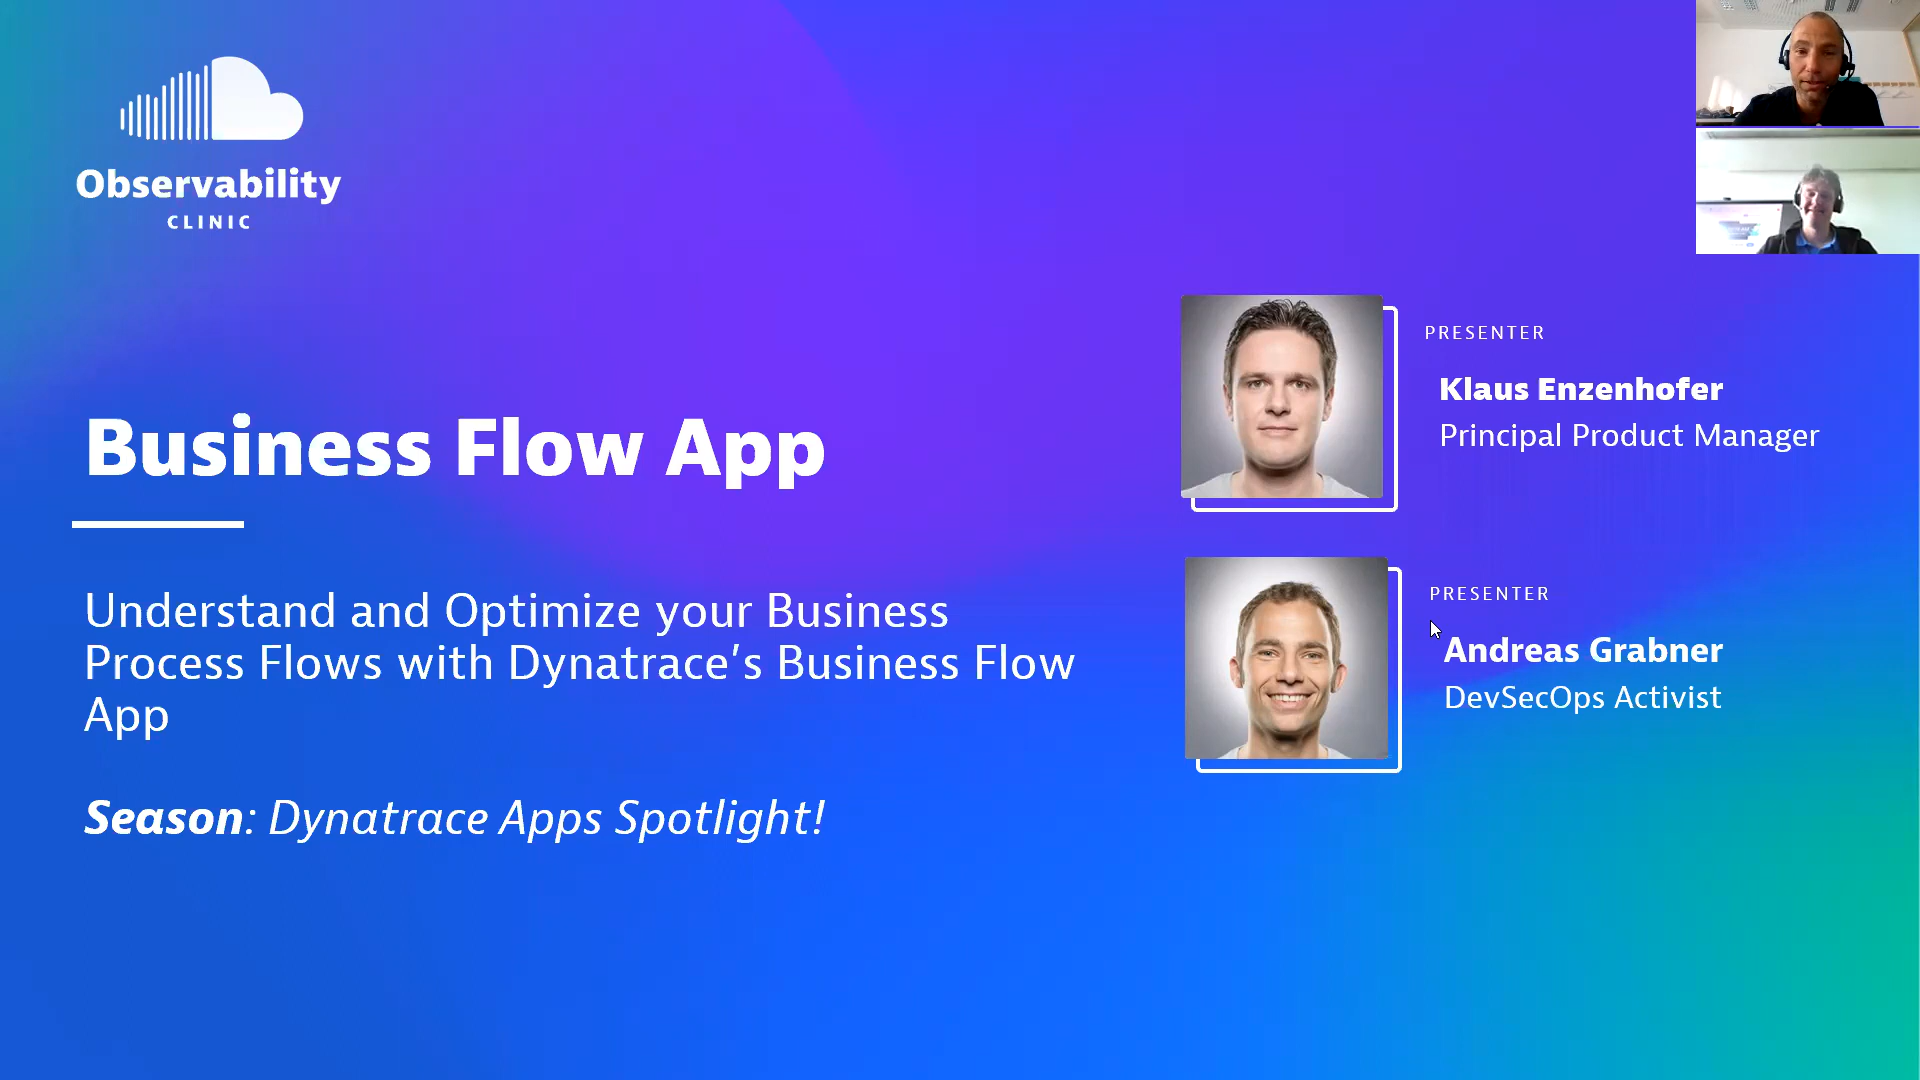 Observability
CLINIC
Business Flow App
Understand and Optimize your Business
Process Flows with Dynatrace’s Business Flow
App
Season: Dynatrace Apps Spotlight!
PRESENTER
Klaus Enzenhofer
Principal Product Manager
PRESENTER
Andreas Grabner
DevSecOps Activist